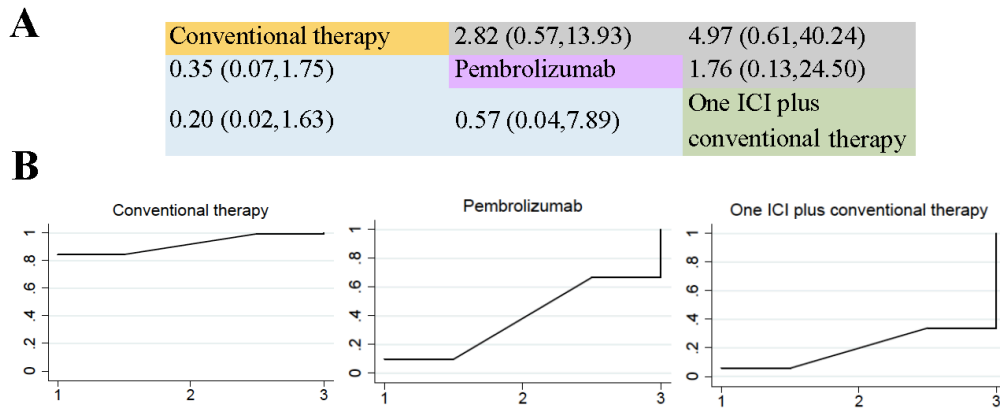 A
Conventional therapy 2.82 (0.57,13.93) 4.97 (0.61,40.24)
0.35 (0.07,1.75) Pembrolizumab 1.76 (0.13,24.50)
0.20 (0.02,1.63) 0.57 (0.04,7.89) One ICI plus
conventional therapy
B
Conventional therapy
1
.8
.6
.4
.2
0
1 2 3
Pembrolizumab
1
.8
.6
.4
.2
0
1 2 3
One ICI plus conventional therapy
1
.8
.6
.4
.2
0
1 2 3